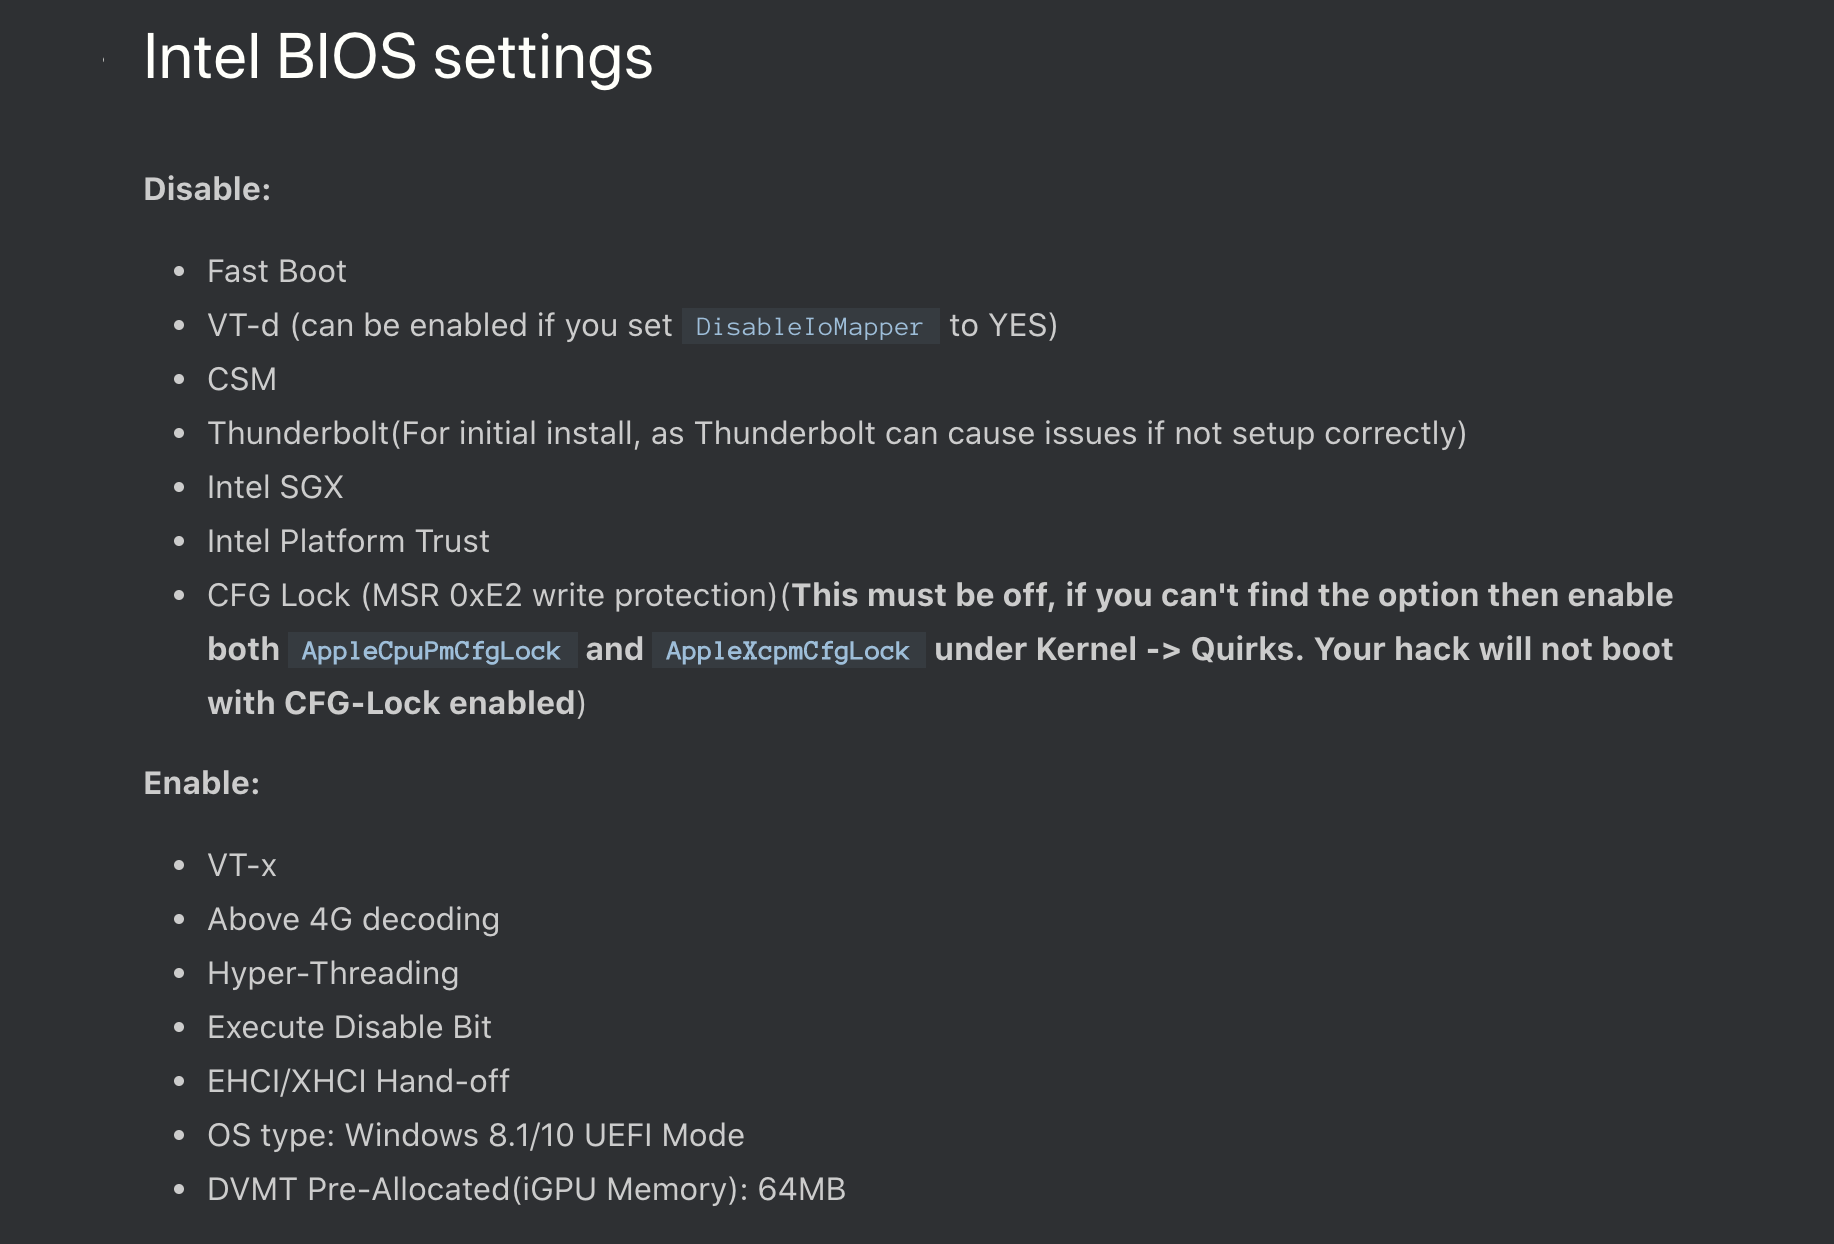 Intel BIOS settings
Disable:
• Fast Boot
• VT-d (can be enabled if you set DisableIoMapper to YES)
• CSM
• Thunderbolt(For initial install, as Thunderbolt can cause issues if not setup correctly)
• Intel SGX
• Intel Platform Trust
• CFG Lock (MSR 0xE2 write protection)(This must be off, if you can't find the option then enable
both AppleCpuPmCfgLock and AppleXcpmCfgLock under Kernel -> Quirks. Your hack will not boot
with CFG-Lock enabled)
Enable:
• VT-x
• Above 4G decoding
• Hyper-Threading
• Execute Disable Bit
• EHCI/XHCI Hand-off
• OS type: Windows 8.1/10 UEFI Mode
• DVMT Pre-Allocated(iGPU Memory): 64MB